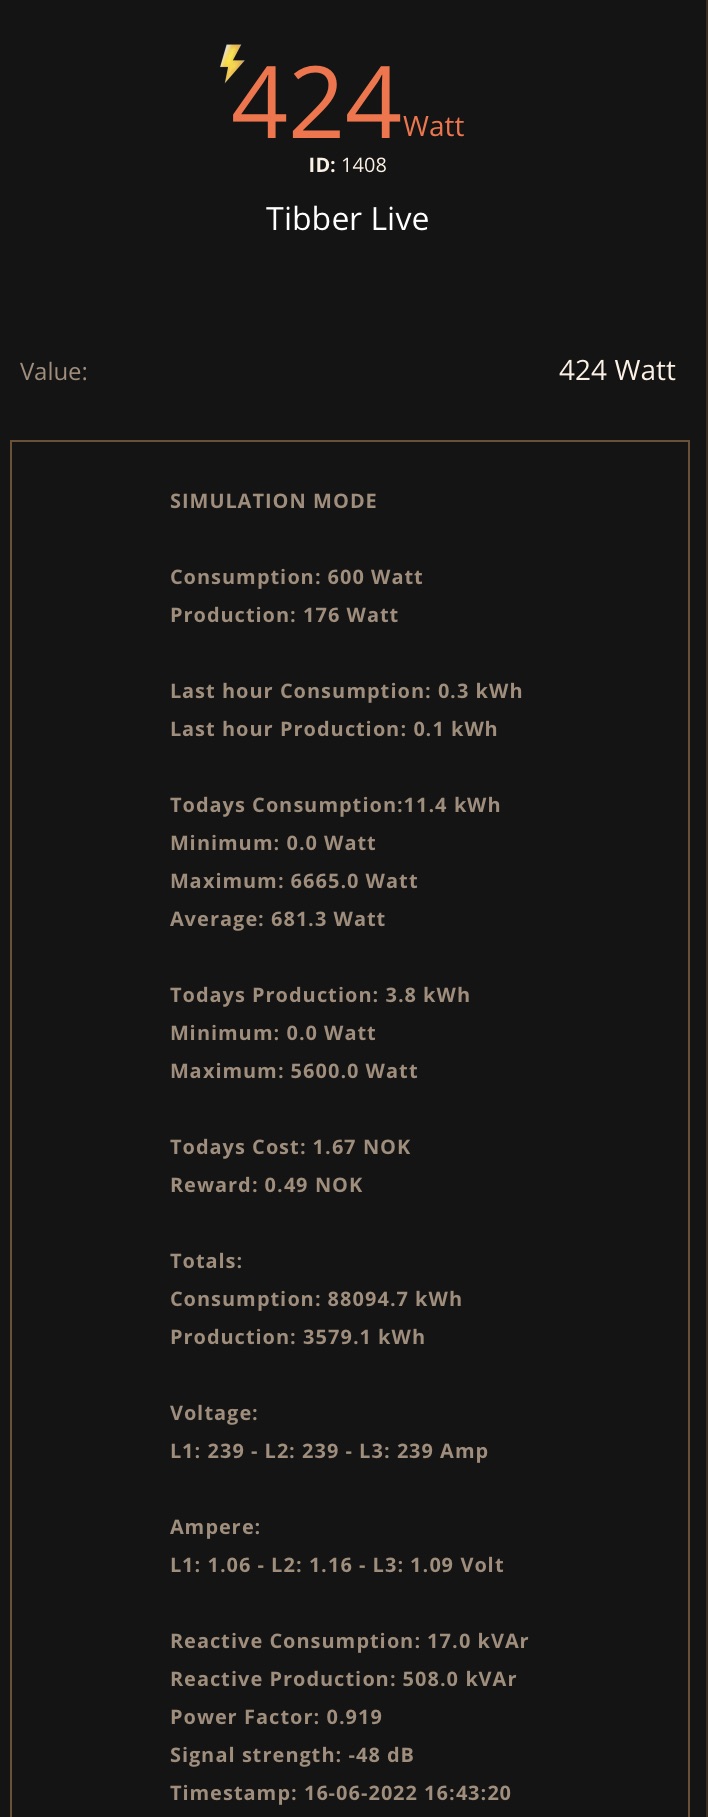 424 Watt
ID: 1408
Tibber Live
Value: 424 Watt
SIMULATION MODE
Consumption: 600 Watt
Production: 176 Watt
Last hour Consumption: 0.3 kWh
Last hour Production: 0.1 kWh
Todays Consumption:11.4 kWh
Minimum: 0.0 Watt
Maximum: 6665.0 Watt
Average: 681.3 Watt
Todays Production: 3.8 kWh
Minimum: 0.0 Watt
Maximum: 5600.0 Watt
Todays Cost: 1.67 NOK
Reward: 0.49 NOK
Totals:
Consumption: 88094.7 kWh
Production: 3579.1 kWh
Voltage:
L1: 239 - L2: 239 - L3: 239 Amp
Ampere:
L1: 1.06 - L2: 1.16 - L3: 1.09 Volt
Reactive Consumption: 17.0 kVAr
Reactive Production: 508.0 kVAr
Power Factor: 0.919
Signal strength: -48 dB
Timestamp: 16-06-2022 16:43:20